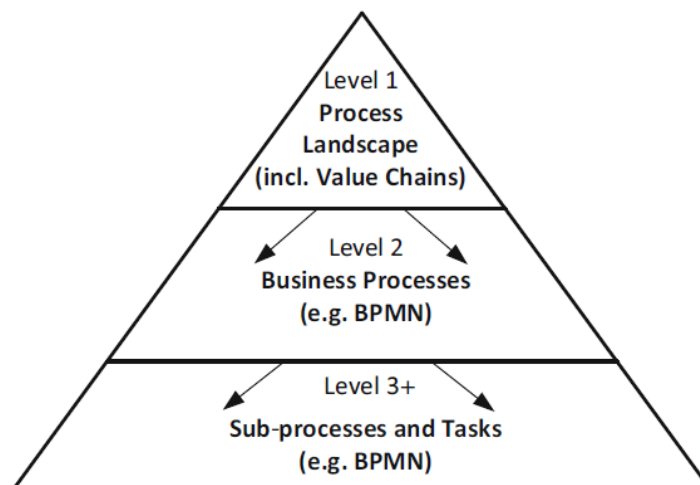 Level 1
Process
Landscape
(incl. Value Chains)
Level 2
Business Processes
(e.g. BPMN)
Level 3+
Sub-processes and Tasks
(e.g. BPMN)